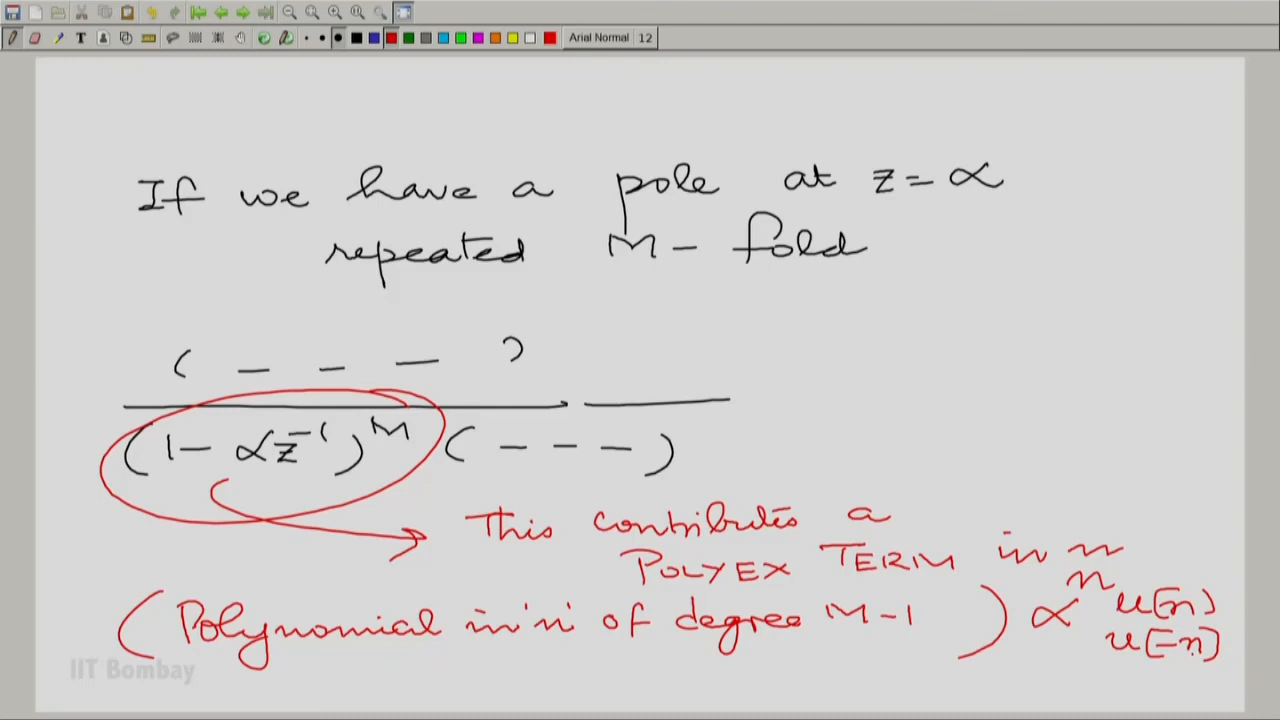 Arial Normal 12
If we have a pole at z = α
repeated M - fold
( - - - )
(1 - αz⁻¹)ᴹ ( - - - )
This contributes a
POLYEX TERM in n
(Polynomial in 'n' of degree M-1) αⁿ u[n]
u[-n]
IIT Bombay